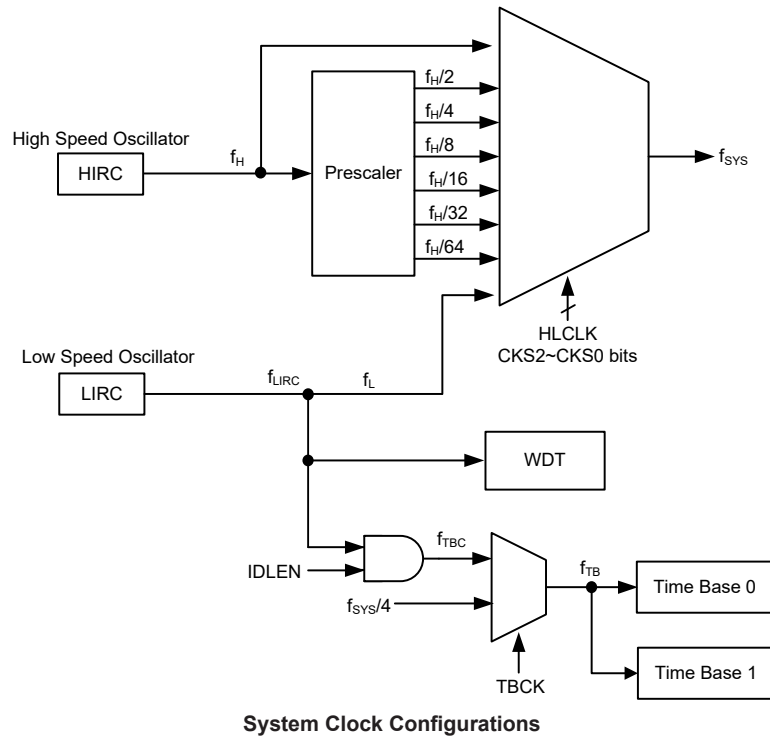 High Speed Oscillator
HIRC
fH
Prescaler
fH/2
fH/4
fH/8
fH/16
fH/32
fH/64
fSYS
HLCLK
CKS2~CKS0 bits
Low Speed Oscillator
LIRC
fLIRC
fL
WDT
IDLEN
fTBC
fSYS/4
TBCK
fTB
Time Base 0
Time Base 1
System Clock Configurations